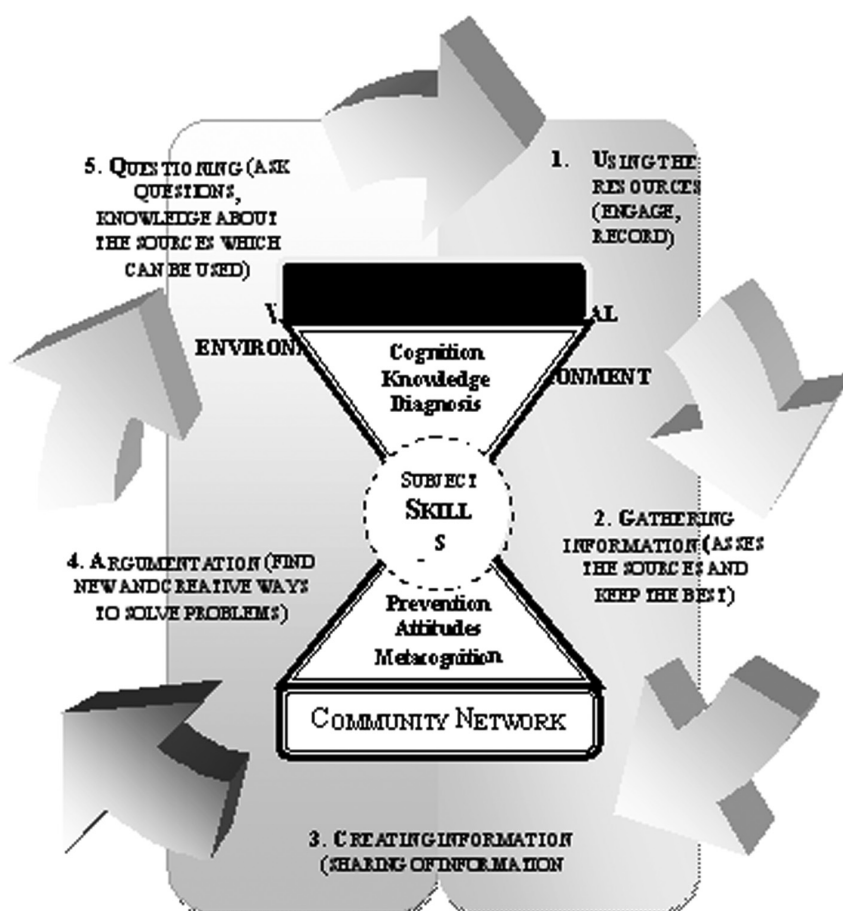 5. QUESTIONING (ASK
QUESTIONS,
KNOWLEDGE ABOUT
THE SOURCES WHICH
CAN BE USED)
1. USING THE
RESOURCES
(ENGAGE,
RECORD)
V
AL
ENVIRON
ONMENT
Cognition
Knowledge
Diagnosis
SUBJECT
SKILL
S
2. GATHERING
INFORMATION (ASSES
THE SOURCES AND
KEEP THE BEST)
4. ARGUMENTATION (FIND
NEW AND CREATIVE WAYS
TO SOLVE PROBLEMS)
Prevention
Attitudes
Metacognition
COMMUNITY NETWORK
3. CREATING INFORMATION
(SHARING OF INFORMATION